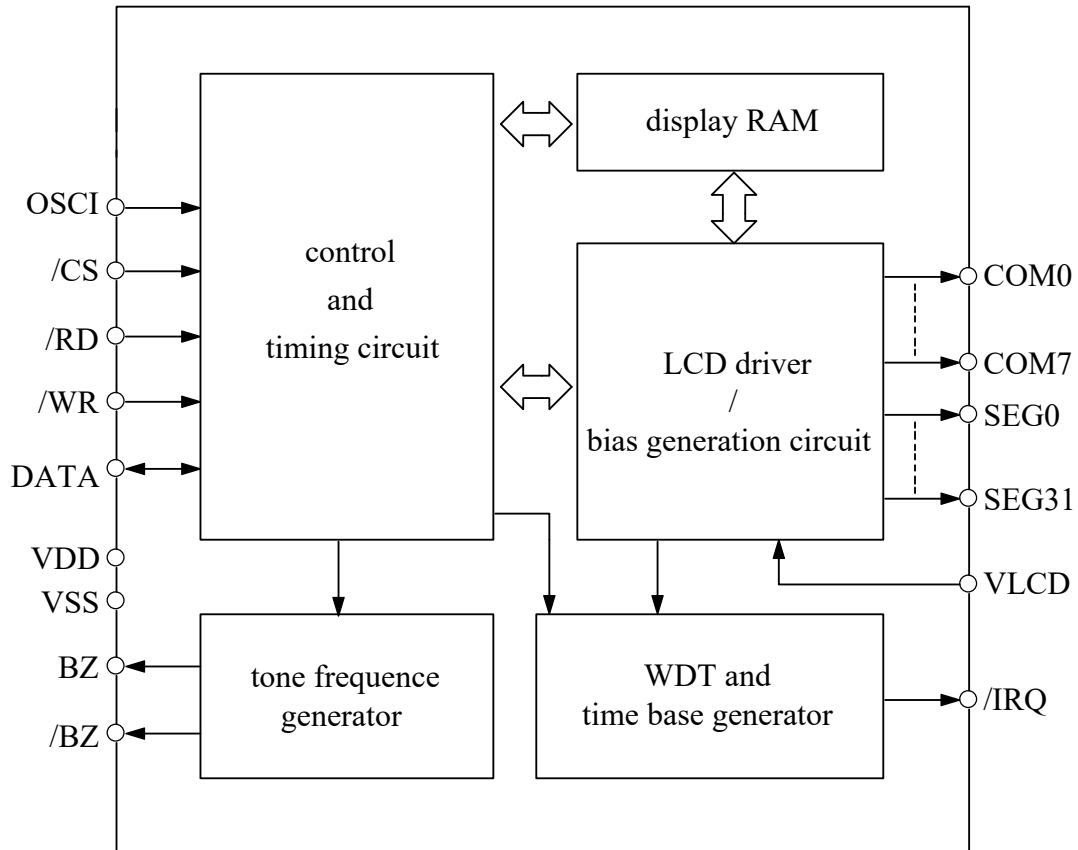 display RAM
OSCI
/CS
/RD
/WR
DATA
VDD
VSS
BZ
/BZ
control
and
timing circuit
LCD driver
/
bias generation circuit
COM0
COM7
SEG0
SEG31
VLCD
/IRQ
tone frequence
generator
WDT and
time base generator